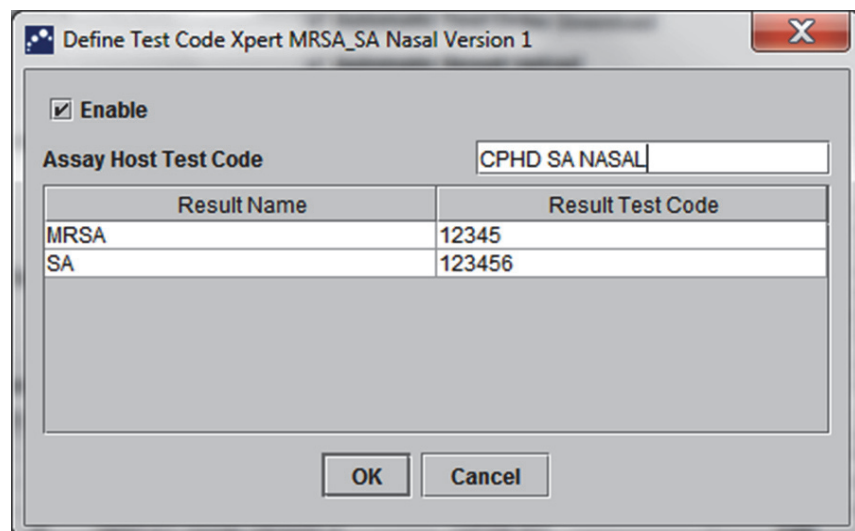 Define Test Code Xpert MRSA_SA Nasal Version 1
Enable
Assay Host Test Code CPHD SA NASAL
Result Name Result Test Code
MRSA 12345
SA 123456
OK Cancel